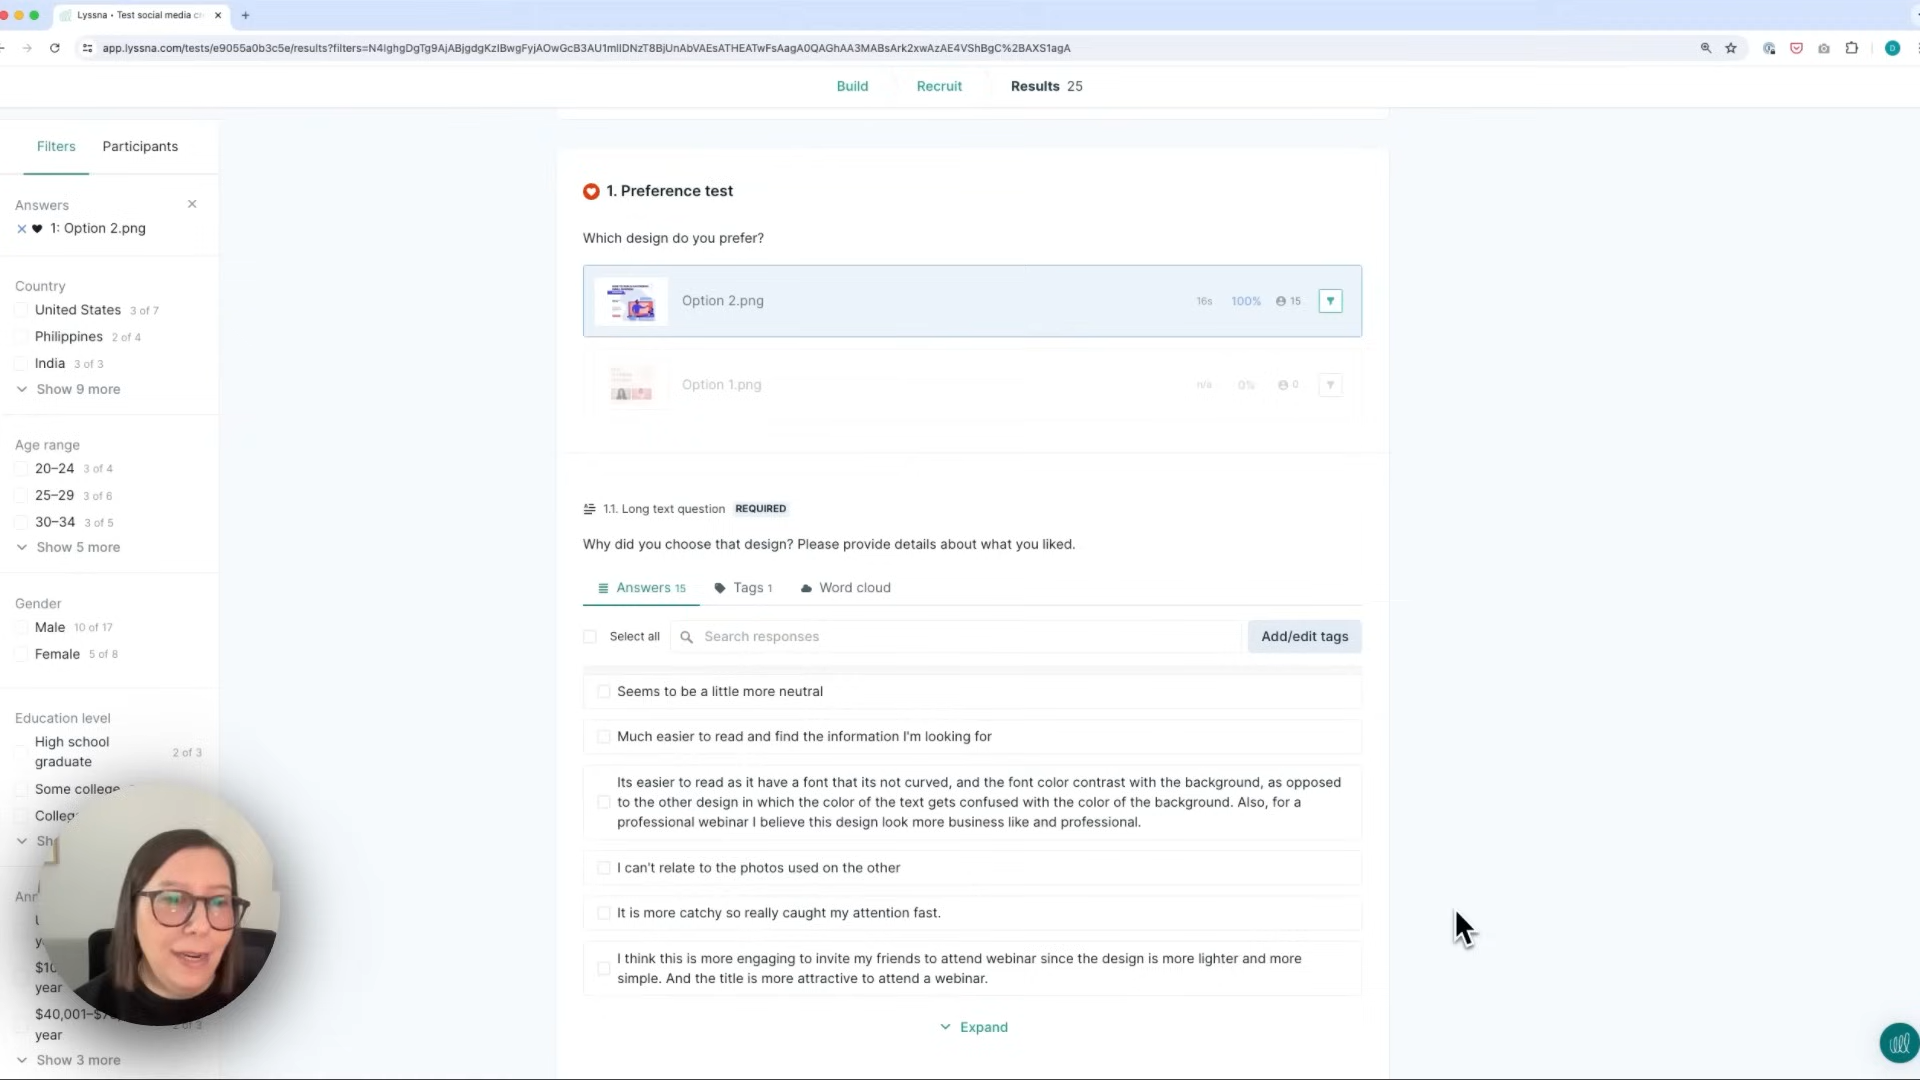 Lyssna • Test social media cr
app.lyssna.com/tests/e9055a0b3c5e/results?filters=N4IghgDgTg9AjABjgdgKzIBwgFyjAOwGcB3AU1mIIDNzT8BjUnAbVAEsATHEATwFsAagA0QAGhAA3MABsArk2xwAzAE4VShBgC%2BAXS1agA
Build
Recruit
Results 25
Filters
Participants
Answers
1: Option 2.png
Country
United States 3 of 7
Philippines 2 of 4
India 3 of 3
Show 9 more
Age range
20–24 3 of 4
25–29 3 of 6
30–34 3 of 5
Show 5 more
Gender
Male 10 of 17
Female 5 of 8
Education level
High school
graduate
2 of 3
Some college
Colleg
Sh
Ann
year
$40,001–$7
year
2 of 3
Show 3 more
1. Preference test
Which design do you prefer?
Option 2.png
16s 100% 15
Option 1.png
n/a 0% 0
1.1. Long text question REQUIRED
Why did you choose that design? Please provide details about what you liked.
Answers 15
Tags 1
Word cloud
Select all
Search responses
Add/edit tags
Seems to be a little more neutral
Much easier to read and find the information I'm looking for
Its easier to read as it have a font that its not curved, and the font color contrast with the background, as opposed
to the other design in which the color of the text gets confused with the color of the background. Also, for a
professional webinar I believe this design look more business like and professional.
I can't relate to the photos used on the other
It is more catchy so really caught my attention fast.
I think this is more engaging to invite my friends to attend webinar since the design is more lighter and more
simple. And the title is more attractive to attend a webinar.
Expand